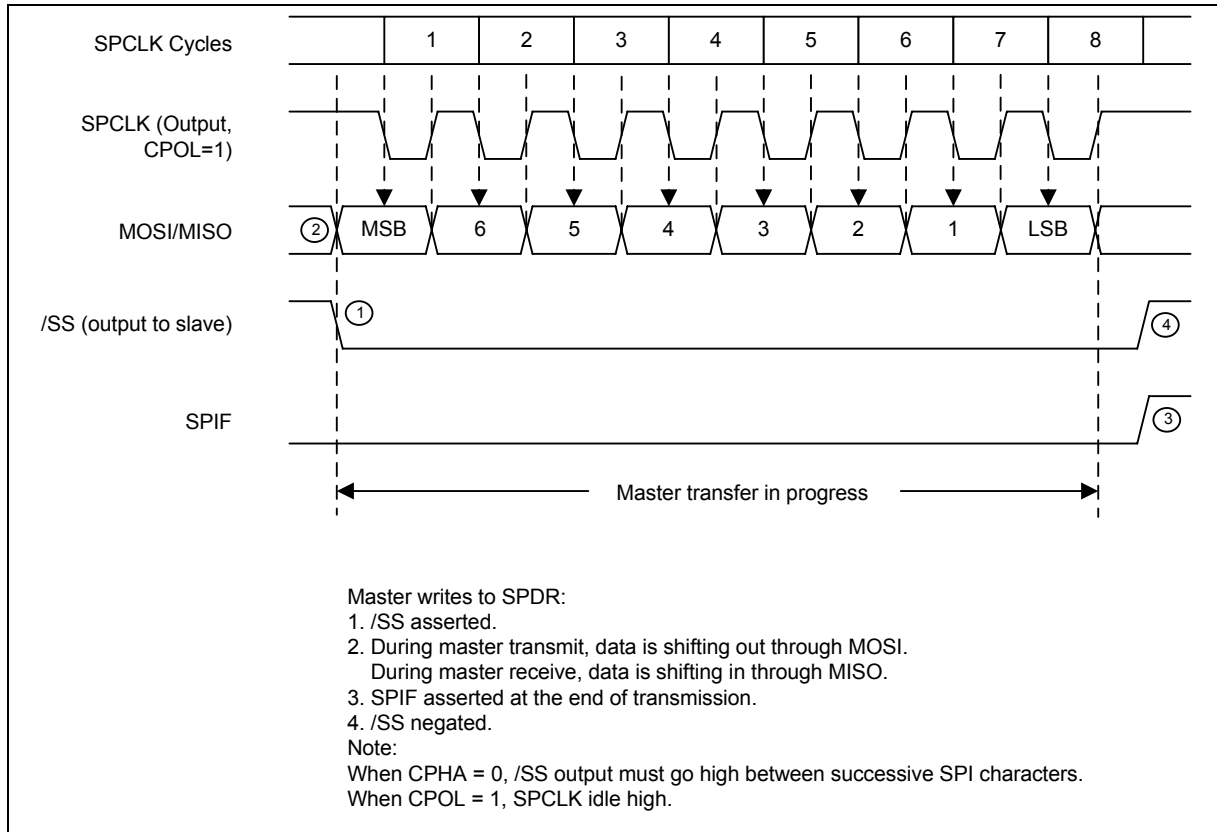 SPCLK Cycles 1 2 3 4 5 6 7 8
SPCLK (Output,
CPOL=1)
MOSI/MISO 2 MSB 6 5 4 3 2 1 LSB
/SS (output to slave) 1 4
SPIF 3
Master transfer in progress
Master writes to SPDR:
1. /SS asserted.
2. During master transmit, data is shifting out through MOSI.
During master receive, data is shifting in through MISO.
3. SPIF asserted at the end of transmission.
4. /SS negated.
Note:
When CPHA = 0, /SS output must go high between successive SPI characters.
When CPOL = 1, SPCLK idle high.